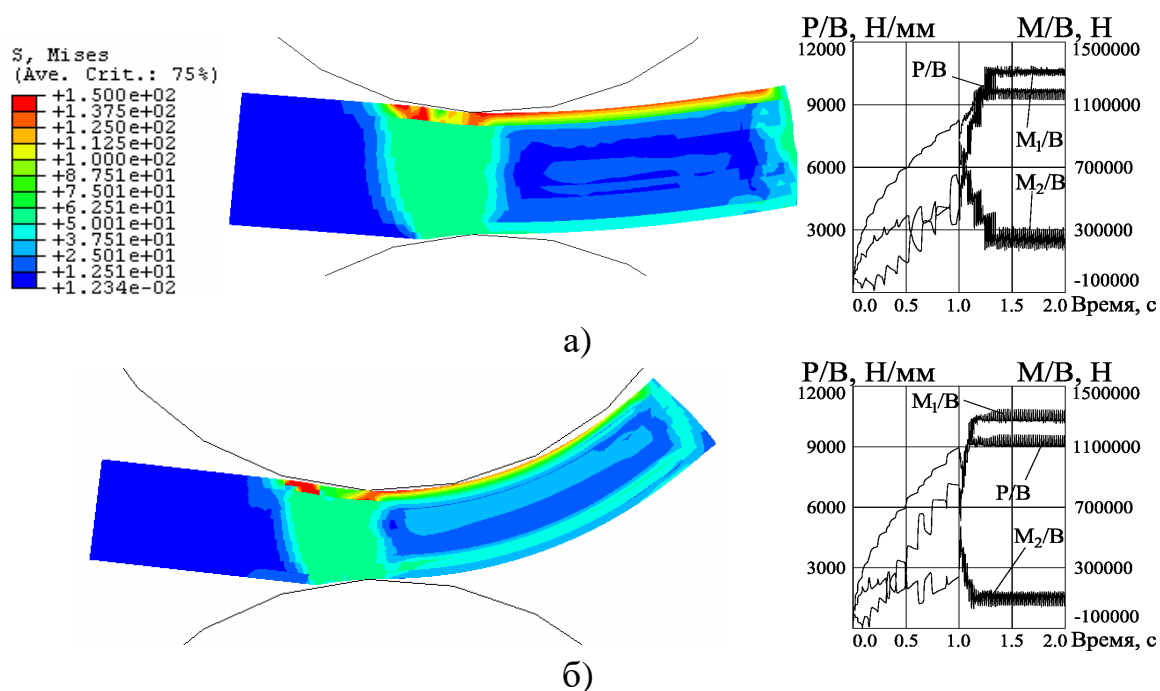 S, Mises
(Ave. Crit.: 75%)
+1.500e+02
+1.375e+02
+1.250e+02
+1.125e+02
+1.000e+02
+8.751e+01
+7.501e+01
+6.251e+01
+5.001e+01
+3.751e+01
+2.501e+01
+1.251e+01
+1.234e-02
P/B, Н/мм M/B, Н
12000 1500000
P/B
9000 1100000
M₁/B
6000 700000
M₂/B
3000 300000
-100000
0.0 0.5 1.0 1.5 2.0 Время, с
а)
P/B, Н/мм M/B, Н
12000 1500000
M₁/B
9000 1100000
P/B
6000 700000
M₂/B
3000 300000
-100000
0.0 0.5 1.0 1.5 2.0 Время, с
б)